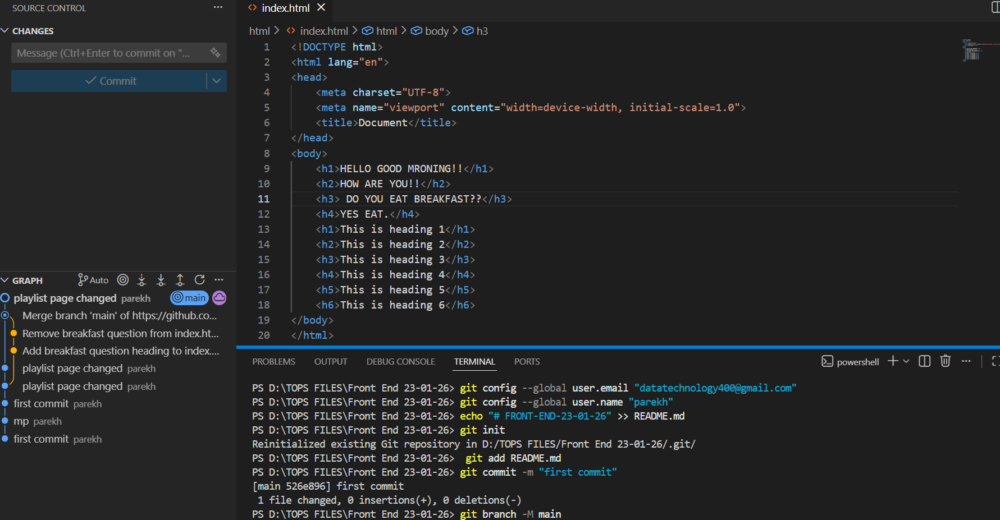 SOURCE CONTROL
CHANGES
Message (Ctrl+Enter to commit on "...
Commit
GRAPH
Auto
playlist page changed parekh main
Merge branch 'main' of https://github.co...
Remove breakfast question from index.ht...
Add breakfast question heading to index....
playlist page changed parekh
playlist page changed parekh
first commit parekh
mp parekh
first commit parekh
index.html
html > index.html > html > body > h3
1 <!DOCTYPE html>
2 <html lang="en">
3 <head>
4 <meta charset="UTF-8">
5 <meta name="viewport" content="width=device-width, initial-scale=1.0">
6 <title>Document</title>
7 </head>
8 <body>
9 <h1>HELLO GOOD MRONING!!</h1>
10 <h2>HOW ARE YOU!!</h2>
11 <h3> DO YOU EAT BREAKFAST??</h3>
12 <h4>YES EAT.</h4>
13 <h1>This is heading 1</h1>
14 <h2>This is heading 2</h2>
15 <h3>This is heading 3</h3>
16 <h4>This is heading 4</h4>
17 <h5>This is heading 5</h5>
18 <h6>This is heading 6</h6>
19 </body>
20 </html>
PROBLEMS OUTPUT DEBUG CONSOLE TERMINAL PORTS
powershell
PS D:\TOPS FILES\Front End 23-01-26> git config --global user.email "datatechnology400@gmail.com"
PS D:\TOPS FILES\Front End 23-01-26> git config --global user.name "parekh"
PS D:\TOPS FILES\Front End 23-01-26> echo "# FRONT-END-23-01-26" >> README.md
PS D:\TOPS FILES\Front End 23-01-26> git init
Reinitialized existing Git repository in D:/TOPS FILES/Front End 23-01-26/.git/
PS D:\TOPS FILES\Front End 23-01-26>  git add README.md
PS D:\TOPS FILES\Front End 23-01-26> git commit -m "first commit"
[main 526e896] first commit
 1 file changed, 0 insertions(+), 0 deletions(-)
PS D:\TOPS FILES\Front End 23-01-26> git branch -M main